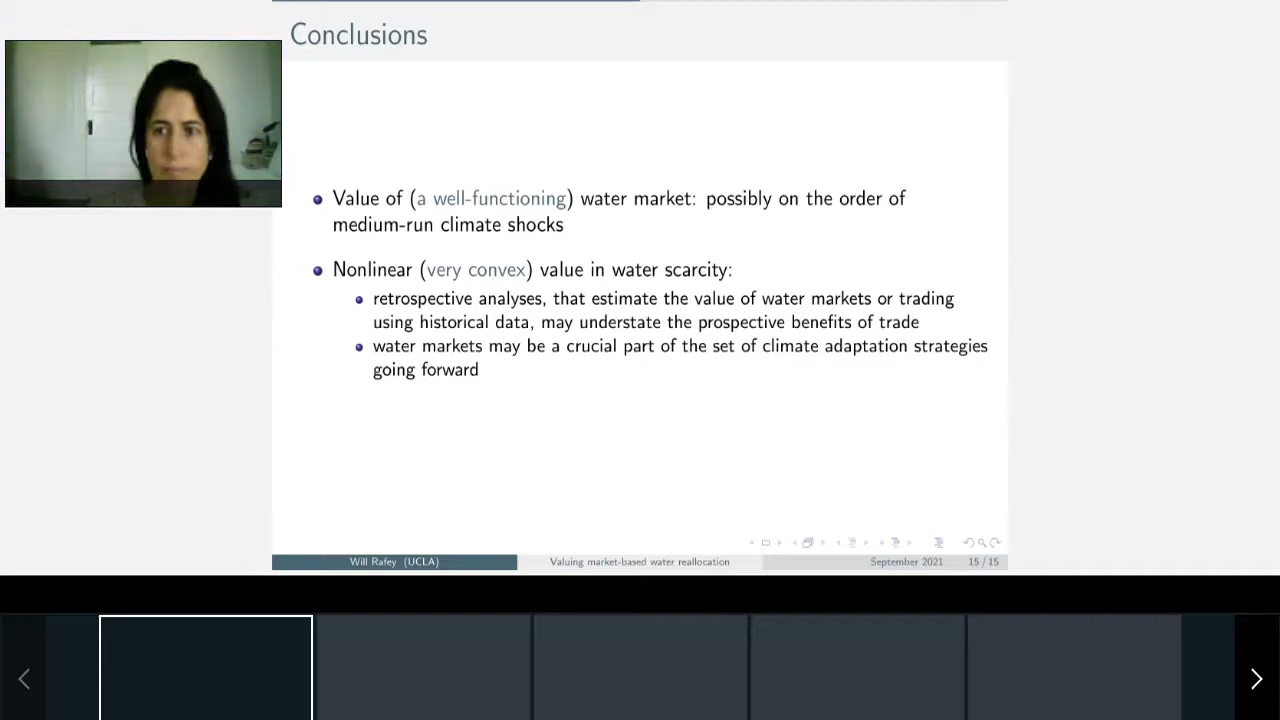 Conclusions
Value of (a well-functioning) water market: possibly on the order of
medium-run climate shocks
Nonlinear (very convex) value in water scarcity:
retrospective analyses, that estimate the value of water markets or trading
using historical data, may understate the prospective benefits of trade
water markets may be a crucial part of the set of climate adaptation strategies
going forward
Will Rafey (UCLA) Valuing market-based water reallocation September 2021 15 / 15